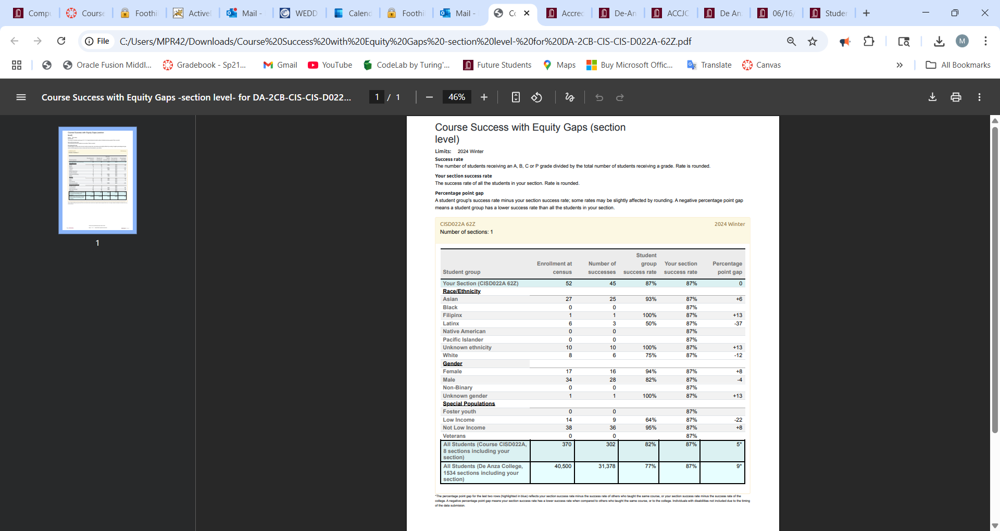 Comp
Course
Foothi
Active
Mail -
WEDD
Calenc
Foothi
Mail -
Co
Accred
De-An
ACCJC
De An
06/16/
Studer
File
C:/Users/MPR42/Downloads/Course%20Success%20with%20Equity%20Gaps%20-section%20level-%20for%20DA-2CB-CIS-CIS-D022A-62Z.pdf
M
Oracle Fusion Middl...
Gradebook - Sp21...
Gmail
YouTube
CodeLab by Turing'...
Future Students
Maps
Buy Microsoft Offic...
Translate
Canvas
All Bookmarks
Course Success with Equity Gaps -section level- for DA-2CB-CIS-CIS-D022...
1 / 1
46%
1
Course Success with Equity Gaps (section
level)
Limits: 2024 Winter
Success rate
The number of students receiving an A, B, C or P grade divided by the total number of students receiving a grade. Rate is rounded.
Your section success rate
The success rate of all the students in your section. Rate is rounded.
Percentage point gap
A student group's success rate minus your section success rate; some rates may be slightly affected by rounding. A negative percentage point gap
means a student group has a lower success rate than all the students in your section.
CISD022A 62Z 2024 Winter
Number of sections: 1
Student
Enrollment at Number of group Your section Percentage
Student group census successes success rate success rate point gap
Your Section (CISD022A 62Z) 52 45 87% 87% 0
Race/Ethnicity
Asian 27 25 93% 87% +6
Black 0 0 87%
Filipinx 1 1 100% 87% +13
Latinx 6 3 50% 87% -37
Native American 0 0 87%
Pacific Islander 0 0 87%
Unknown ethnicity 10 10 100% 87% +13
White 8 6 75% 87% -12
Gender
Female 17 16 94% 87% +8
Male 34 28 82% 87% -4
Non-Binary 0 0 87%
Unknown gender 1 1 100% 87% +13
Special Populations
Foster youth 0 0 87%
Low Income 14 9 64% 87% -22
Not Low Income 38 36 95% 87% +8
Veterans 0 0 87%
All Students (Course CISD022A, 370 302 82% 87% 5*
8 sections including your
section)
All Students (De Anza College, 40,500 31,378 77% 87% 9*
1534 sections including your
section)
*The percentage point gap for the last two rows (highlighted in blue) reflects your section success rate minus the success rate of others who taught the same course, or your section success rate minus the success rate of the
college. A negative percentage point gap means your section success rate has a lower success rate when compared to others who taught the same course, or to the college. Individuals with disabilities not included due to the timing
of the data submision.